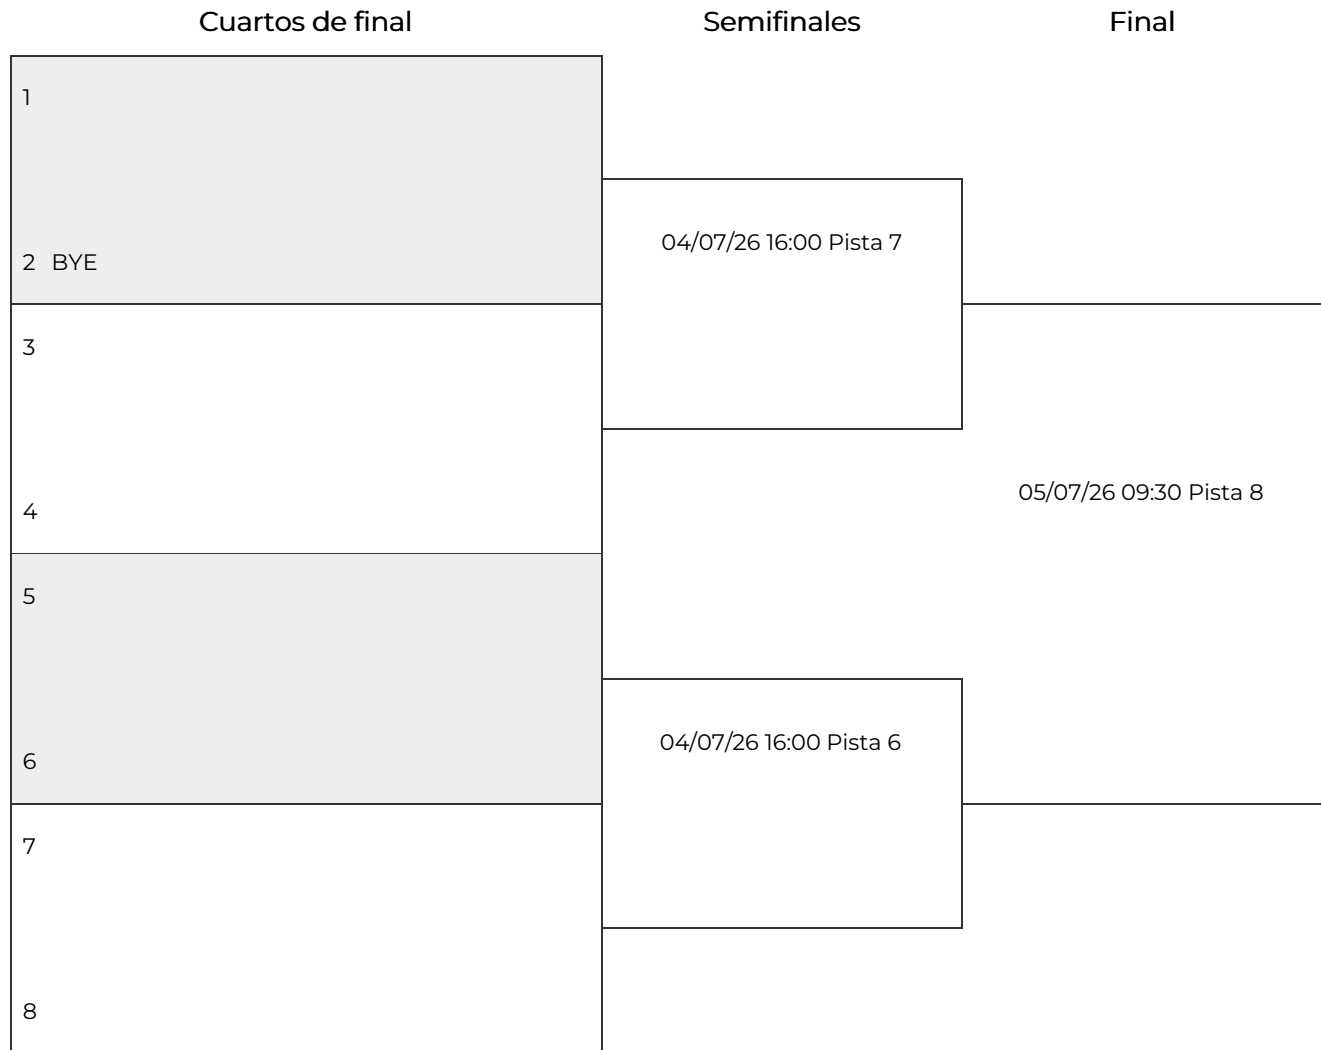 Cuartos de final
Semifinales
Final
1
2 BYE
3
4
5
6
7
8
04/07/26 16:00 Pista 7
04/07/26 16:00 Pista 6
05/07/26 09:30 Pista 8